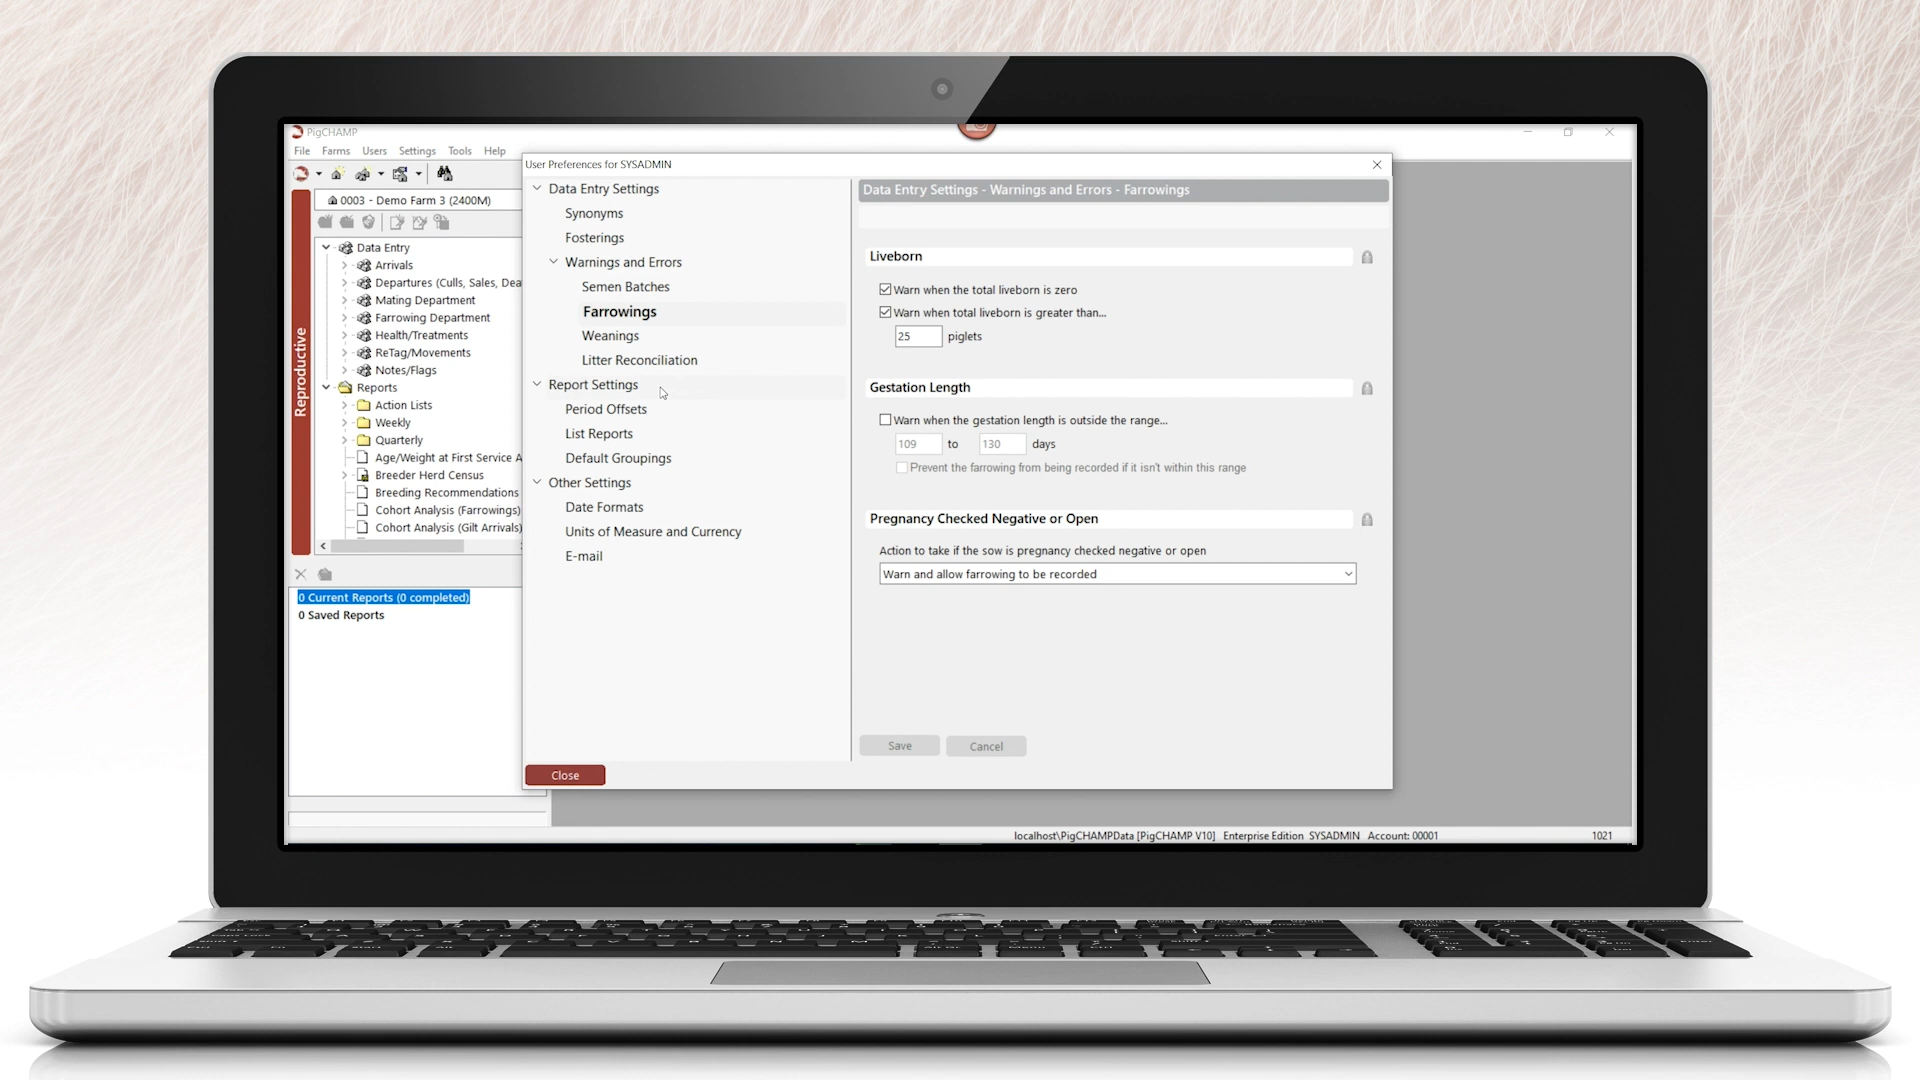 PigCHAMP
File Farms Users Settings Tools Help
0003 - Demo Farm 3 (2400M)
Reproductive
Data Entry
Arrivals
Departures (Culls, Sales, Dea
Mating Department
Farrowing Department
Health/Treatments
ReTag/Movements
Notes/Flags
Reports
Action Lists
Weekly
Quarterly
Age/Weight at First Service A
Breeder Herd Census
Breeding Recommendations
Cohort Analysis (Farrowings)
Cohort Analysis (Gilt Arrivals)
0 Current Reports (0 completed)
0 Saved Reports
User Preferences for SYSADMIN
Data Entry Settings
Synonyms
Fosterings
Warnings and Errors
Semen Batches
Farrowings
Weanings
Litter Reconciliation
Report Settings
Period Offsets
List Reports
Default Groupings
Other Settings
Date Formats
Units of Measure and Currency
E-mail
Close
Data Entry Settings - Warnings and Errors - Farrowings
Liveborn
Warn when the total liveborn is zero
Warn when total liveborn is greater than...
25 piglets
Gestation Length
Warn when the gestation length is outside the range...
109 to 130 days
Prevent the farrowing from being recorded if it isn't within this range
Pregnancy Checked Negative or Open
Action to take if the sow is pregnancy checked negative or open
Warn and allow farrowing to be recorded
Save Cancel
localhost\PigCHAMPData [PigCHAMP V10] Enterprise Edition SYSADMIN Account: 00001 1021